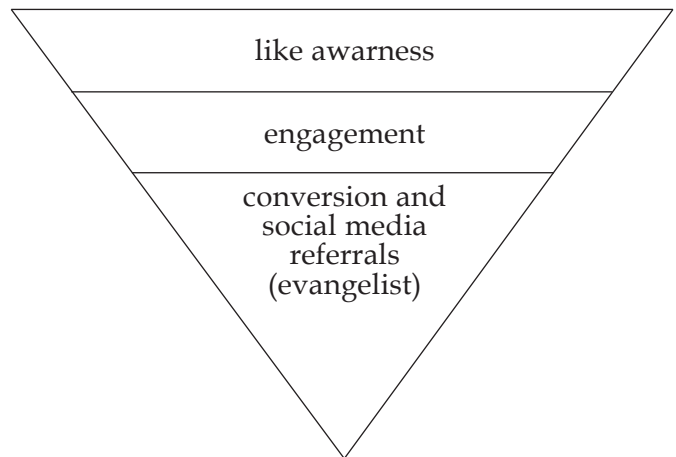 like awarness
engagement
conversion and
social media
referrals
(evangelist)